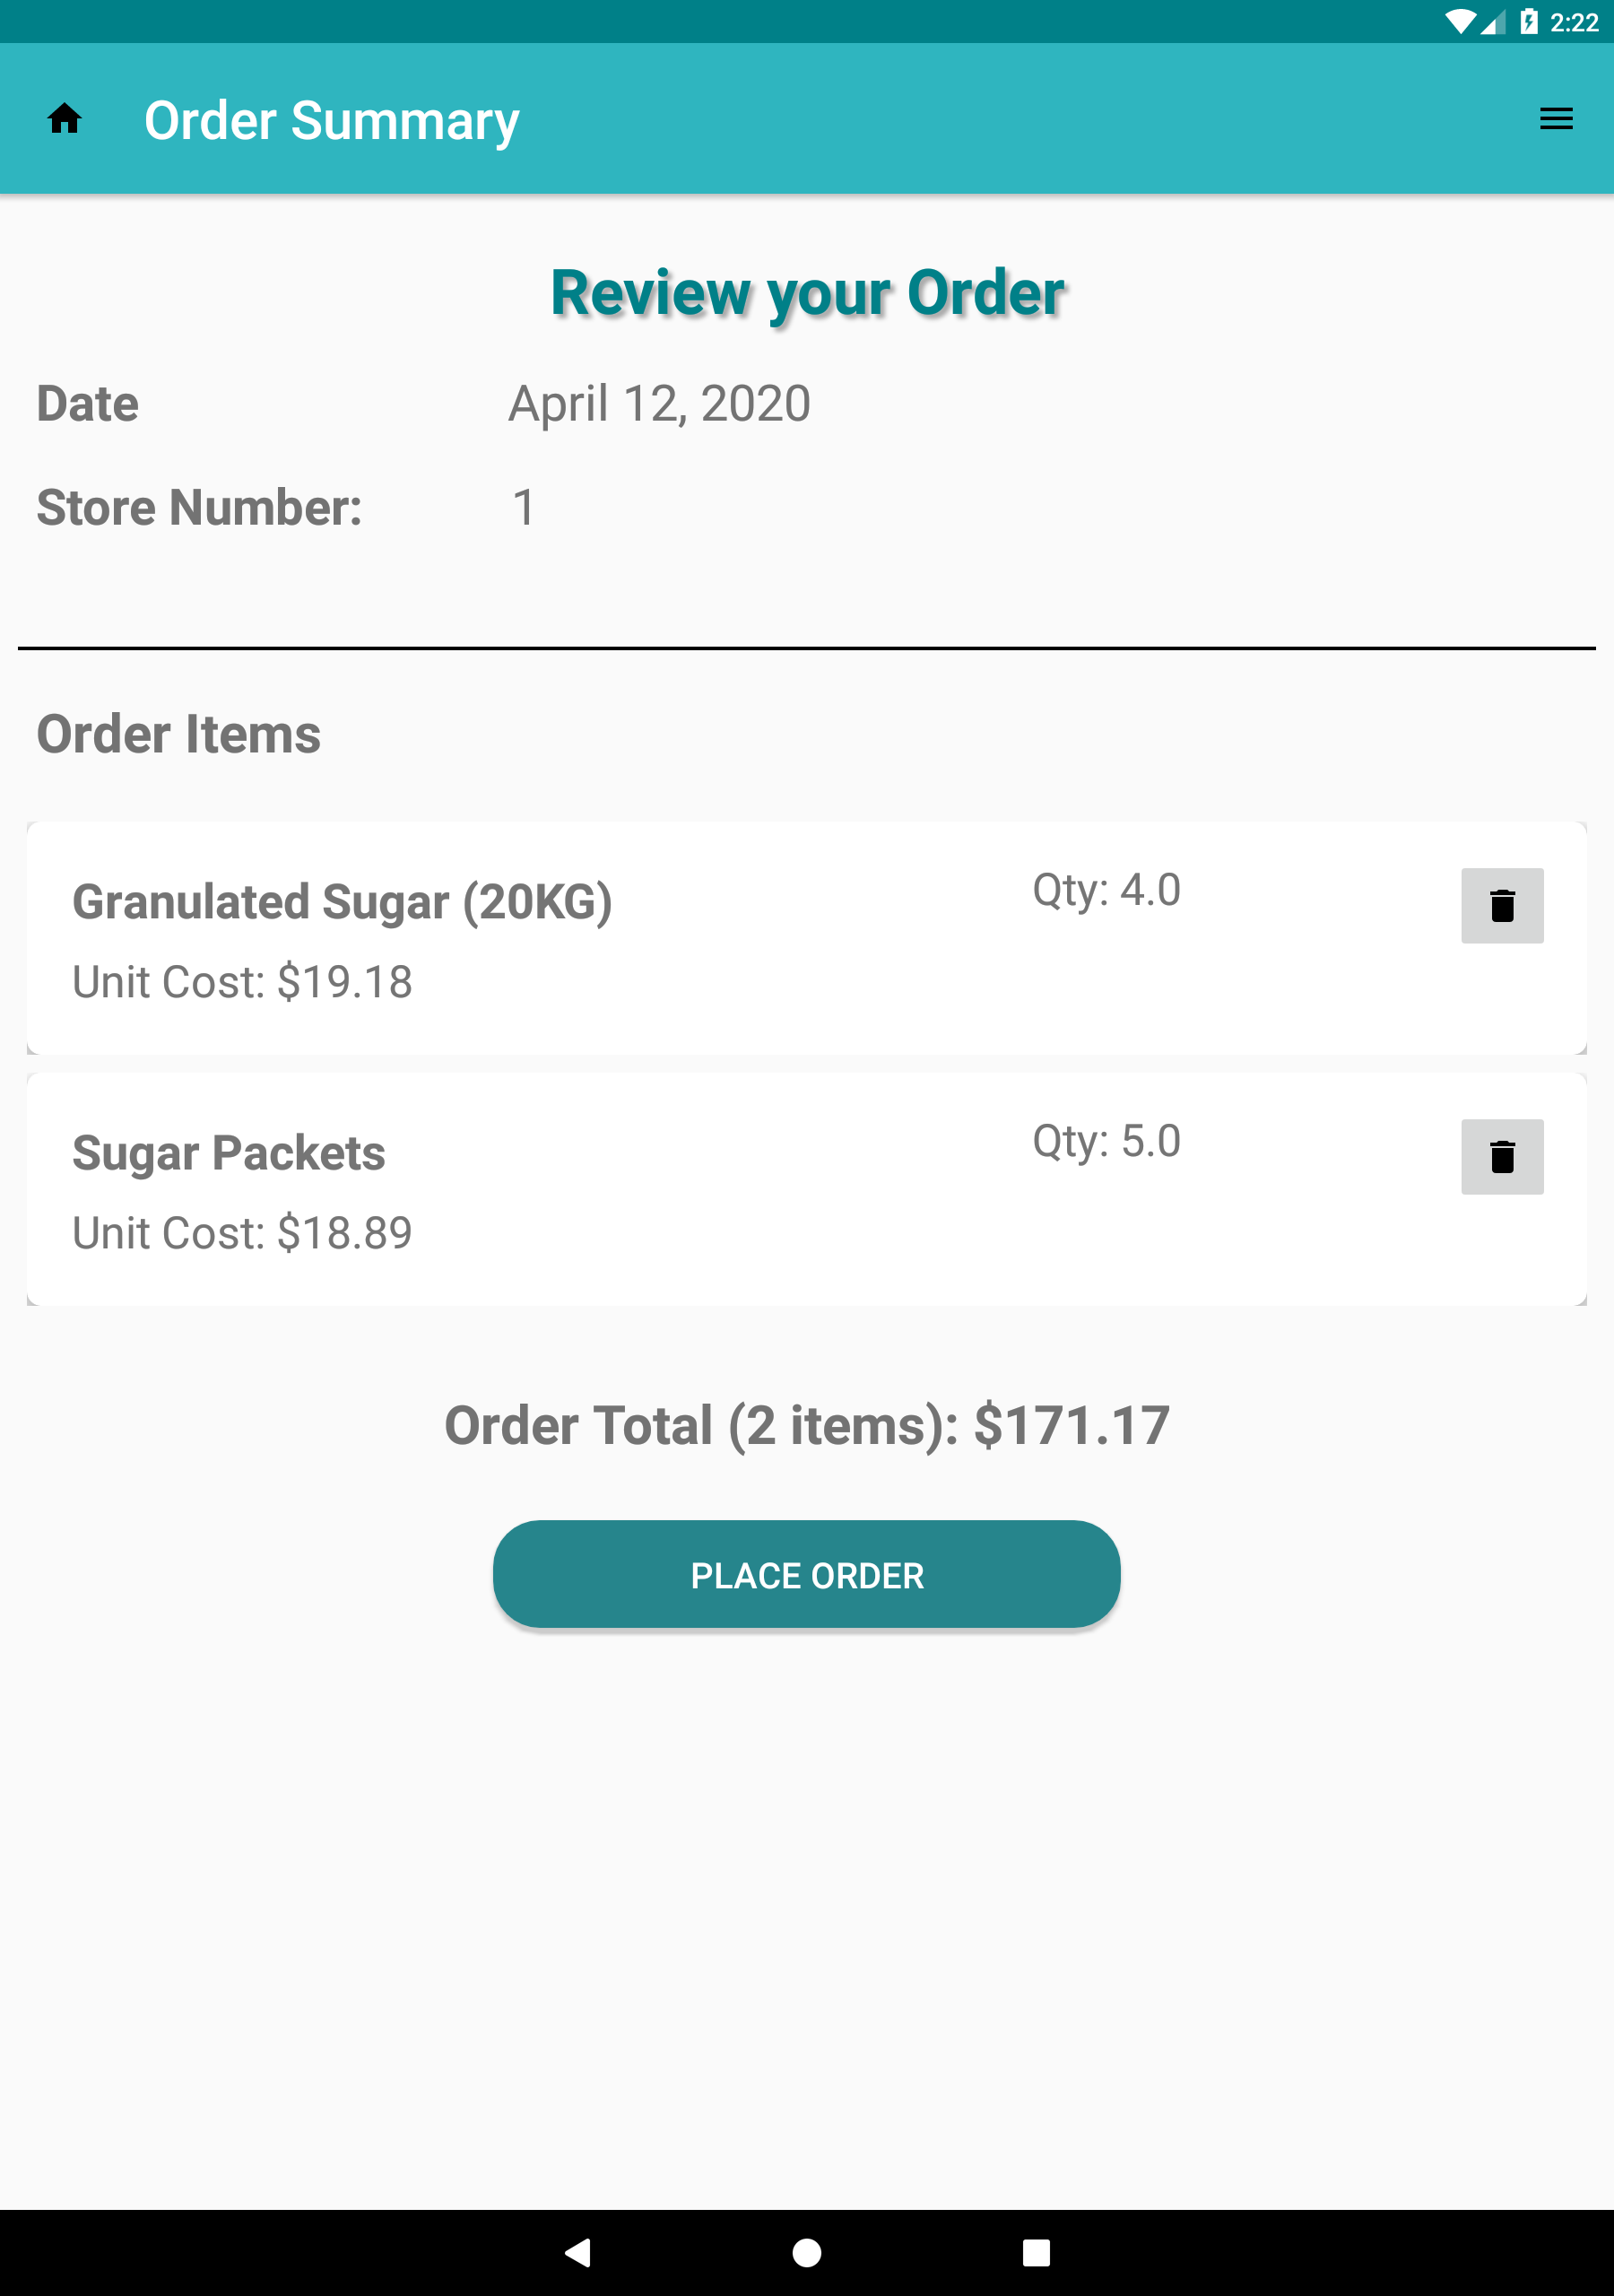 2:22
Order Summary
Review your Order
Date April 12, 2020
Store Number: 1
Order Items
Granulated Sugar (20KG) Qty: 4.0
Unit Cost: $19.18
Sugar Packets Qty: 5.0
Unit Cost: $18.89
Order Total (2 items): $171.17
PLACE ORDER